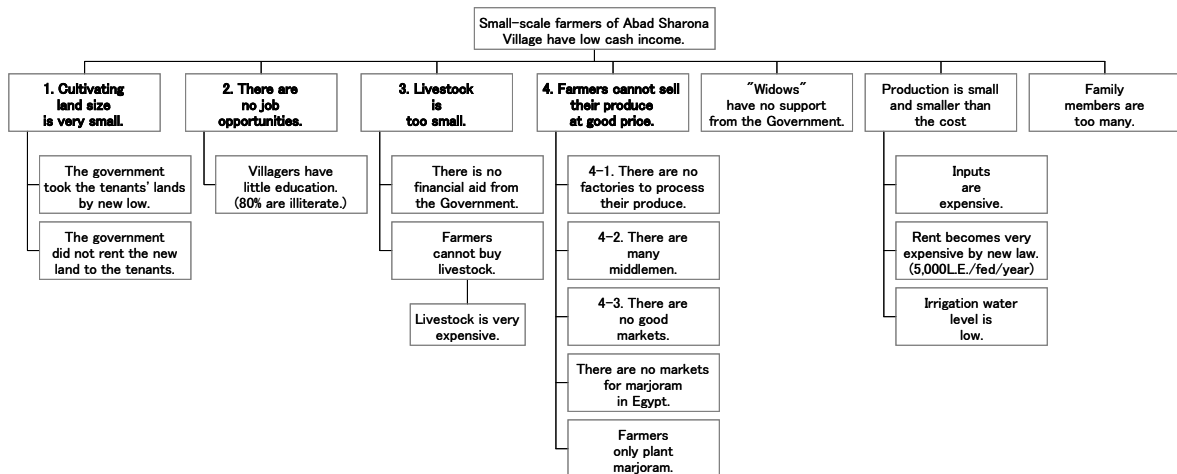 Small-scale farmers of Abad Sharona
Village have low cash income.
1. Cultivating
land size
is very small.
2. There are
no job
opportunities.
3. Livestock
is
too small.
4. Farmers cannot sell
their produce
at good price.
"Widows"
have no support
from the Government.
Production is small
and smaller than
the cost
Family
members are
too many.
The government
took the tenants' lands
by new low.
The government
did not rent the new
land to the tenants.
Villagers have
little education.
(80% are illiterate.)
There is no
financial aid from
the Government.
Farmers
cannot buy
livestock.
Livestock is very
expensive.
4-1. There are no
factories to process
their produce.
4-2. There are
many
middlemen.
4-3. There are
no good
markets.
There are no markets
for marjoram
in Egypt.
Farmers
only plant
marjoram.
Inputs
are
expensive.
Rent becomes very
expensive by new law.
(5,000L.E./fed/year)
Irrigation water
level is
low.